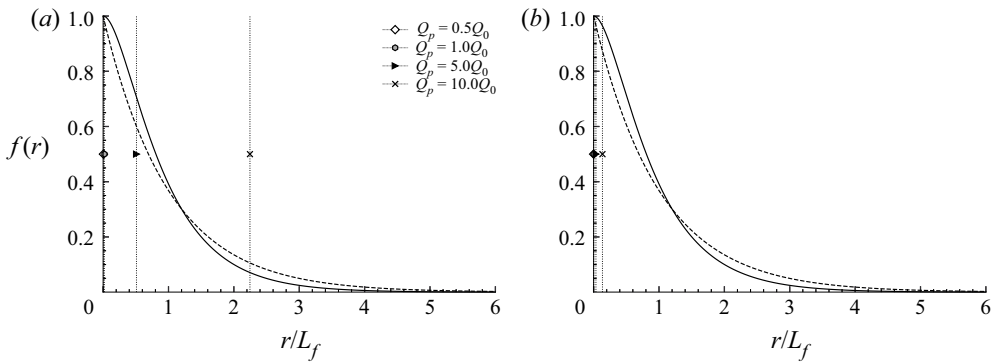 (a)
1.0
0.8
0.6
f(r)
0.4
0.2
0 1 2 3 4 5 6
r/L_f
Q_p = 0.5Q_0
Q_p = 1.0Q_0
Q_p = 5.0Q_0
Q_p = 10.0Q_0
(b)
1.0
0.8
0.6
0.4
0.2
0 1 2 3 4 5 6
r/L_f